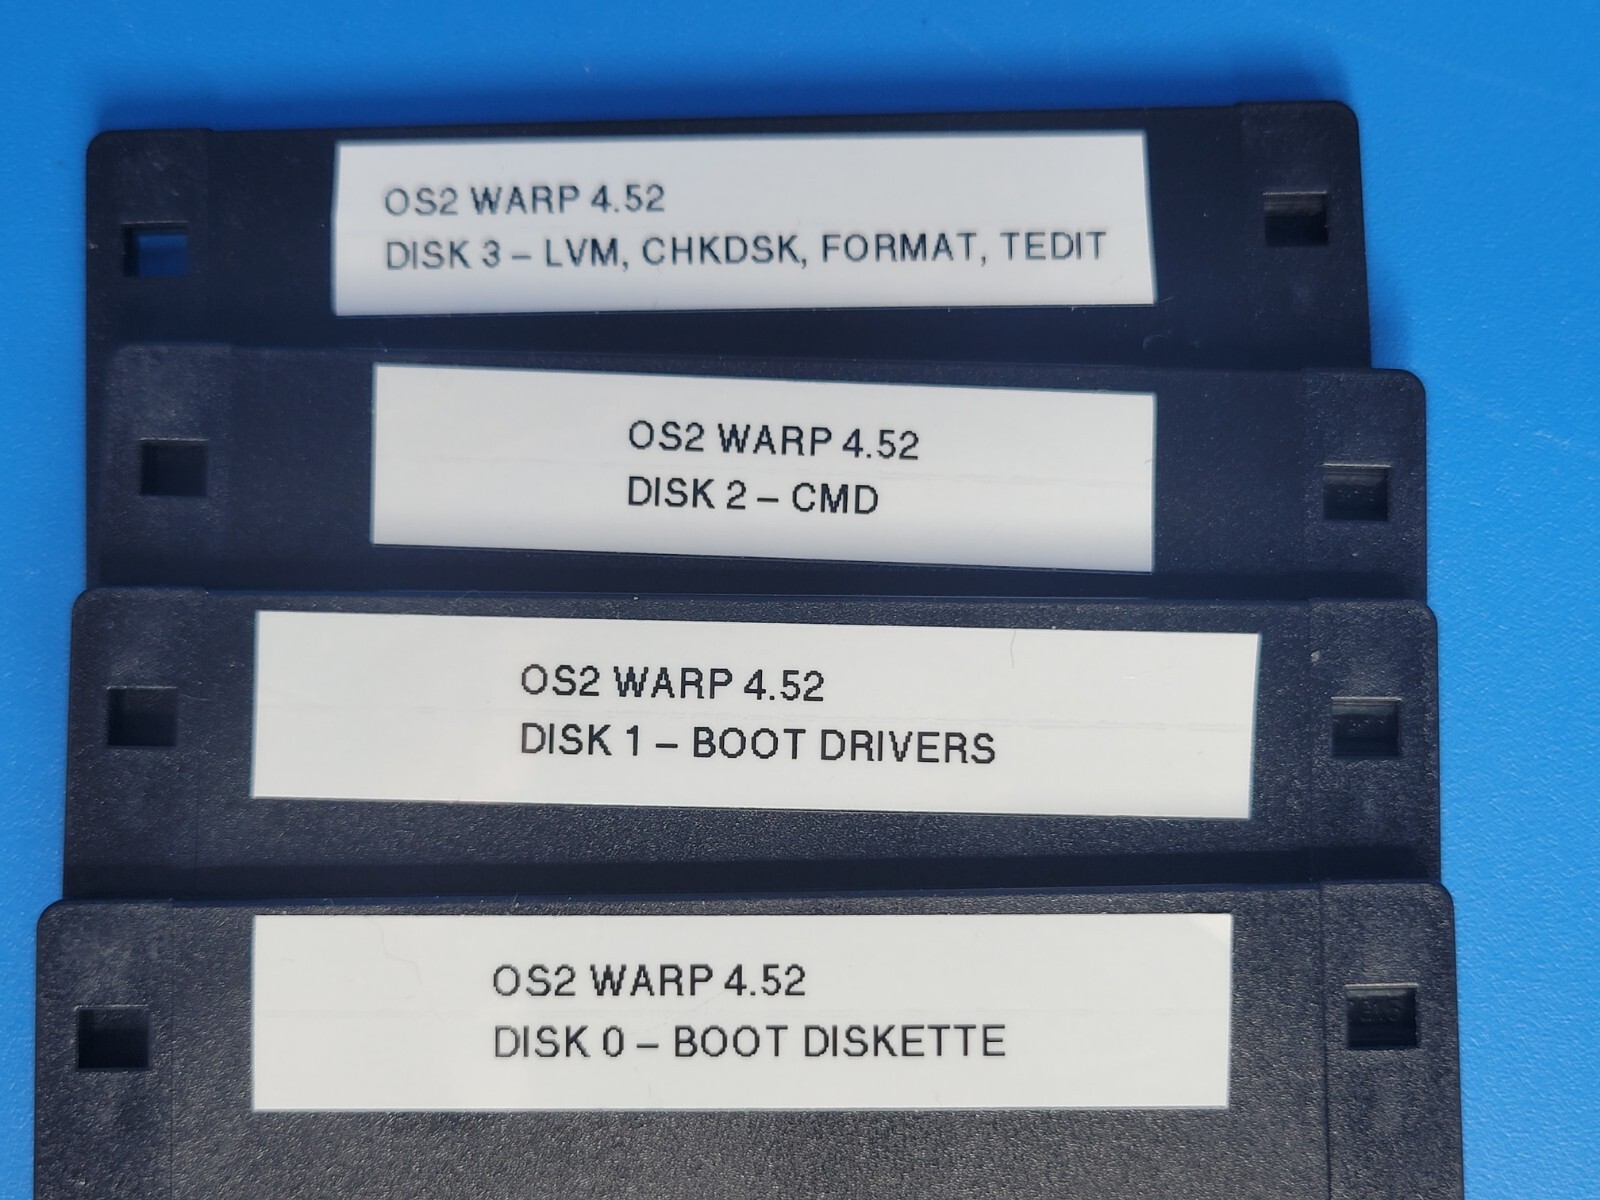 OS2 WARP 4.52
DISK 3 – LVM, CHKDSK, FORMAT, TEDIT
OS2 WARP 4.52
DISK 2 – CMD
OS2 WARP 4.52
DISK 1 – BOOT DRIVERS
OS2 WARP 4.52
DISK 0 – BOOT DISKETTE